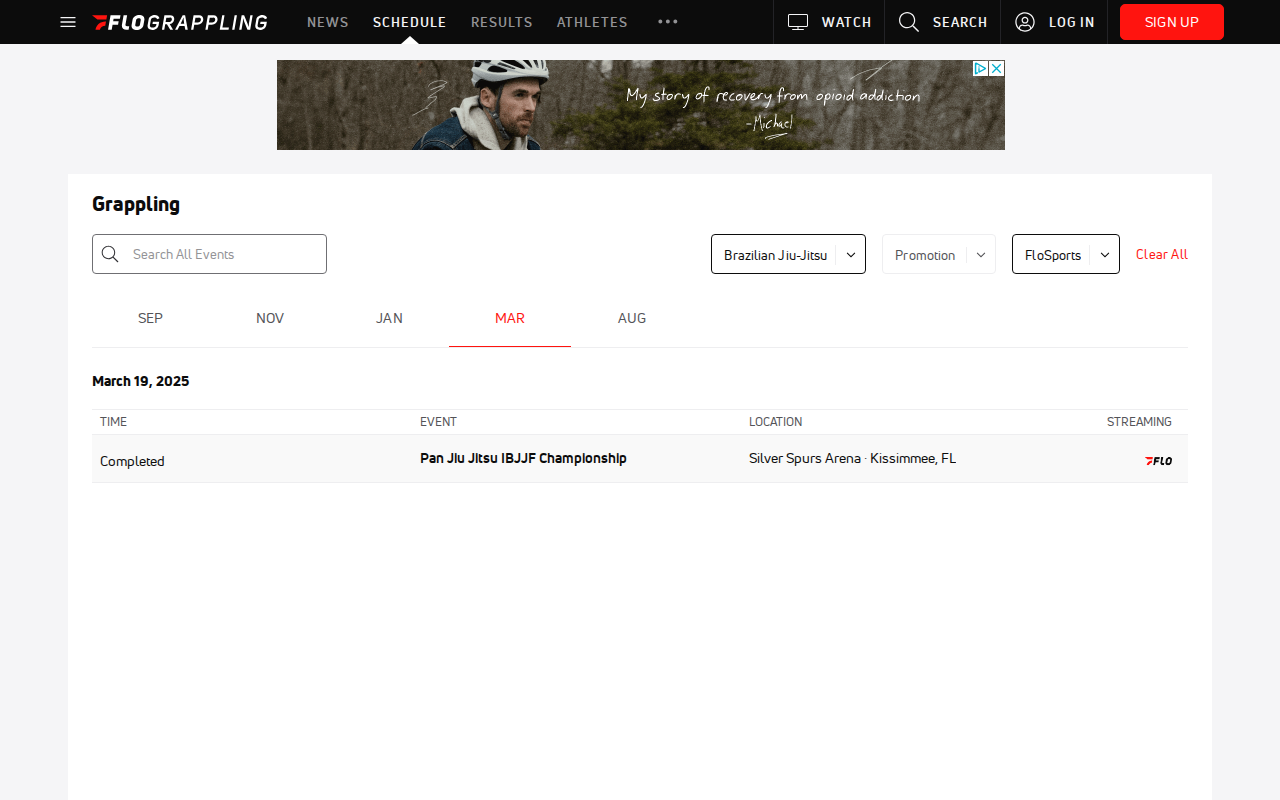 FLOGRAPPLING NEWS SCHEDULE RESULTS ATHLETES ••• WATCH SEARCH LOG IN SIGN UP
My story of recovery from opioid addiction
-Michael
Grappling
Search All Events Brazilian Jiu-Jitsu Promotion FloSports Clear All
SEP NOV JAN MAR AUG
March 19, 2025
TIME EVENT LOCATION STREAMING
Completed Pan Jiu Jitsu IBJJF Championship Silver Spurs Arena · Kissimmee, FL FLO